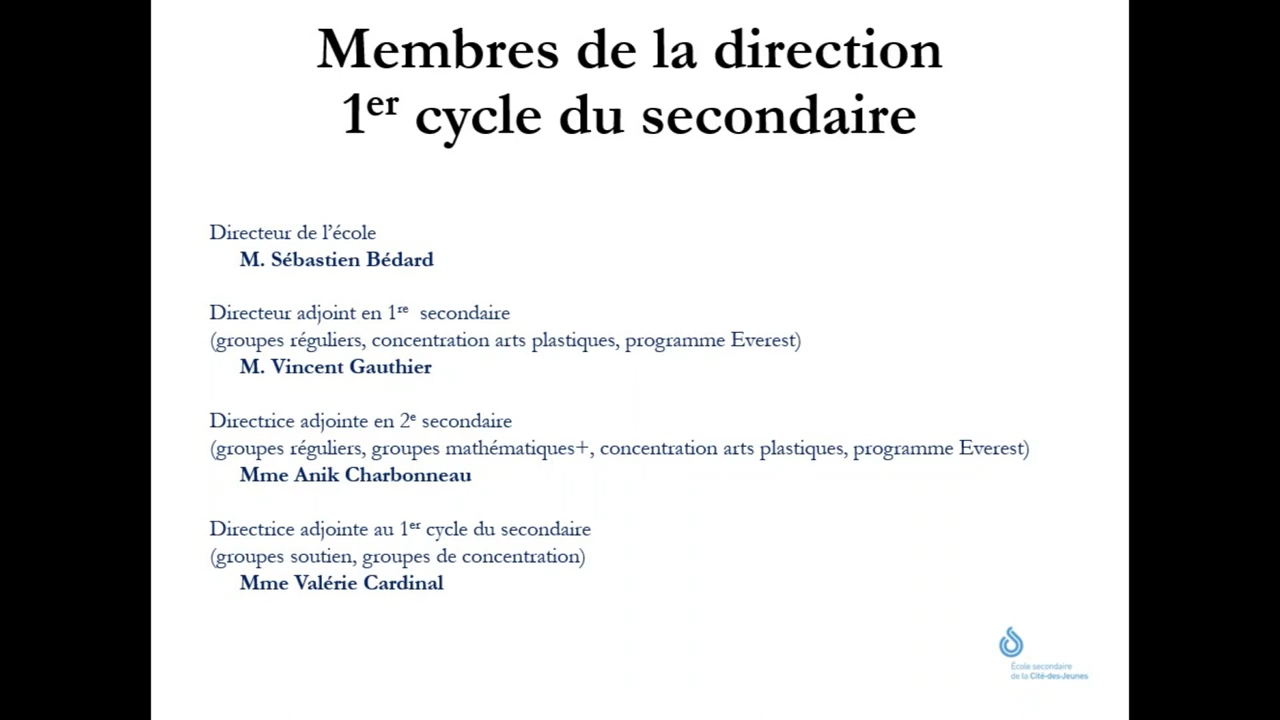 Membres de la direction
1er cycle du secondaire
Directeur de l’école
M. Sébastien Bédard
Directeur adjoint en 1re secondaire
(groupes réguliers, concentration arts plastiques, programme Everest)
M. Vincent Gauthier
Directrice adjointe en 2e secondaire
(groupes réguliers, groupes mathématiques+, concentration arts plastiques, programme Everest)
Mme Anik Charbonneau
Directrice adjointe au 1er cycle du secondaire
(groupes soutien, groupes de concentration)
Mme Valérie Cardinal
École secondaire
de la Cité-des-Jeunes